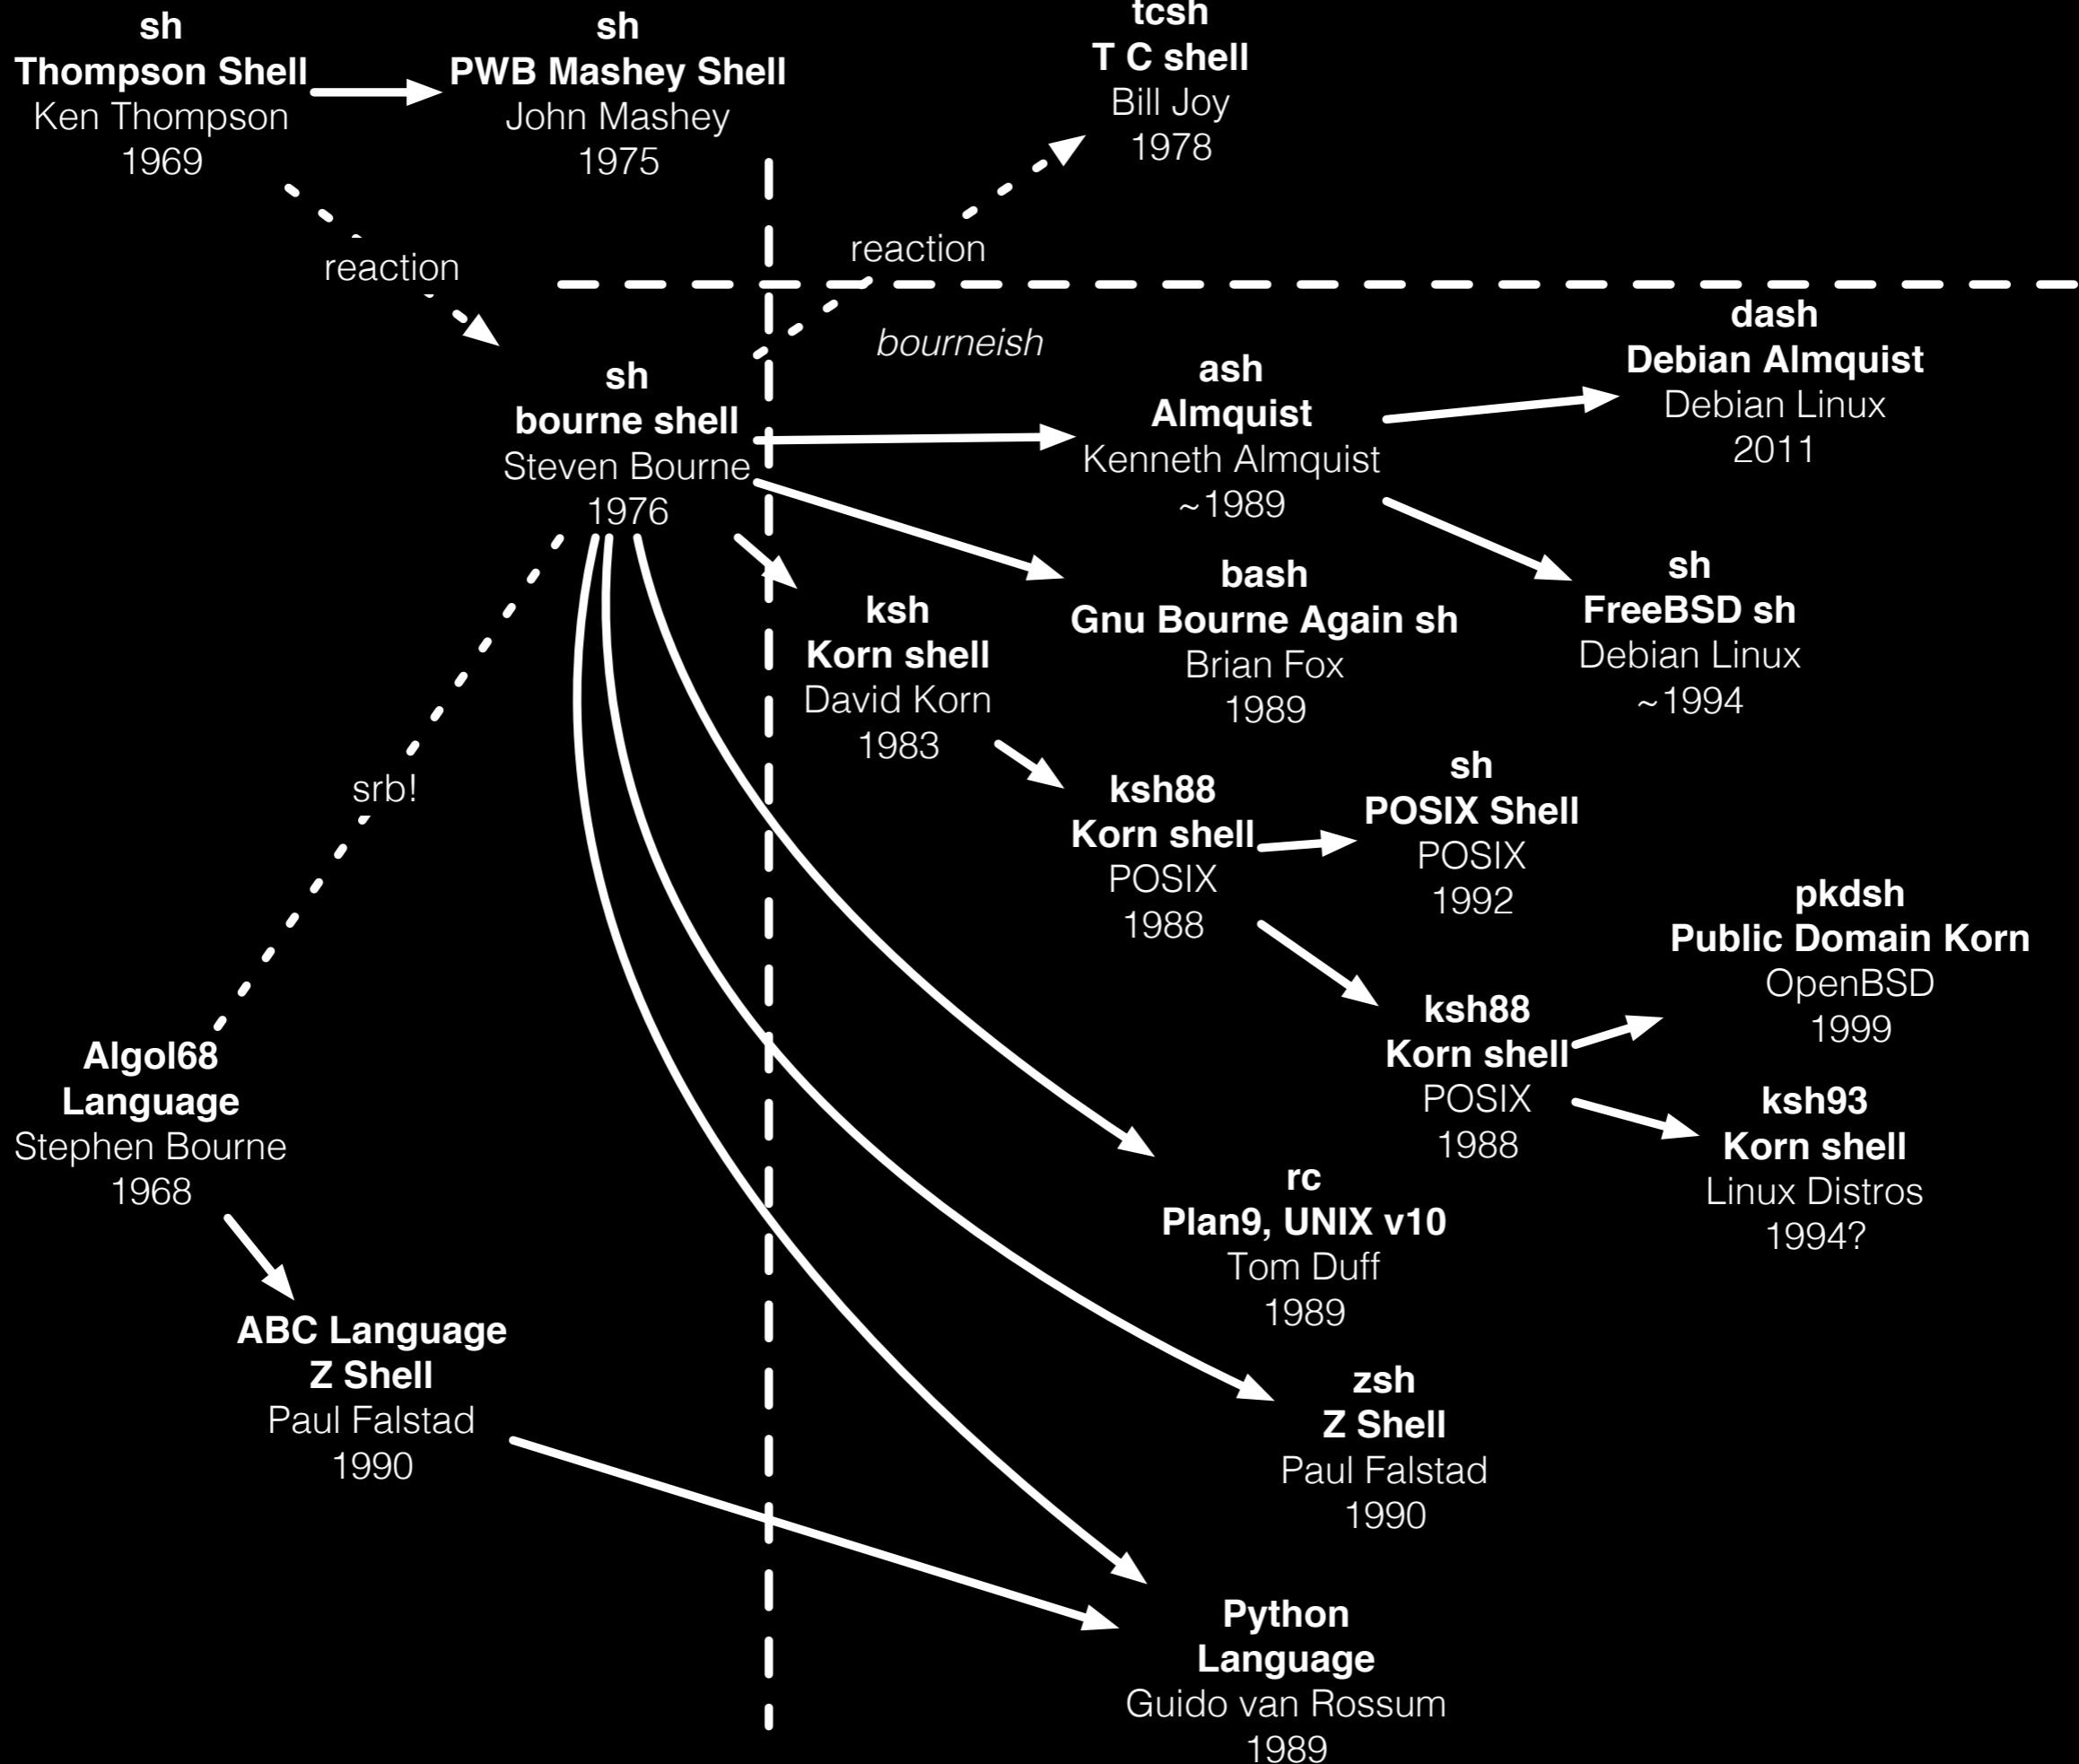 sh
Thompson Shell
Ken Thompson
1969
sh
PWB Mashey Shell
John Mashey
1975
tcsh
T C shell
Bill Joy
1978
reaction
reaction
bourneish
sh
bourne shell
Steven Bourne
1976
ash
Almquist
Kenneth Almquist
~1989
dash
Debian Almquist
Debian Linux
2011
bash
Gnu Bourne Again sh
Brian Fox
1989
sh
FreeBSD sh
Debian Linux
~1994
ksh
Korn shell
David Korn
1983
ksh88
Korn shell
POSIX
1988
sh
POSIX Shell
POSIX
1992
srb!
pkdsh
Public Domain Korn
OpenBSD
1999
ksh88
Korn shell
POSIX
1988
ksh93
Korn shell
Linux Distros
1994?
Algol68
Language
Stephen Bourne
1968
rc
Plan9, UNIX v10
Tom Duff
1989
ABC Language
Z Shell
Paul Falstad
1990
zsh
Z Shell
Paul Falstad
1990
Python
Language
Guido van Rossum
1989